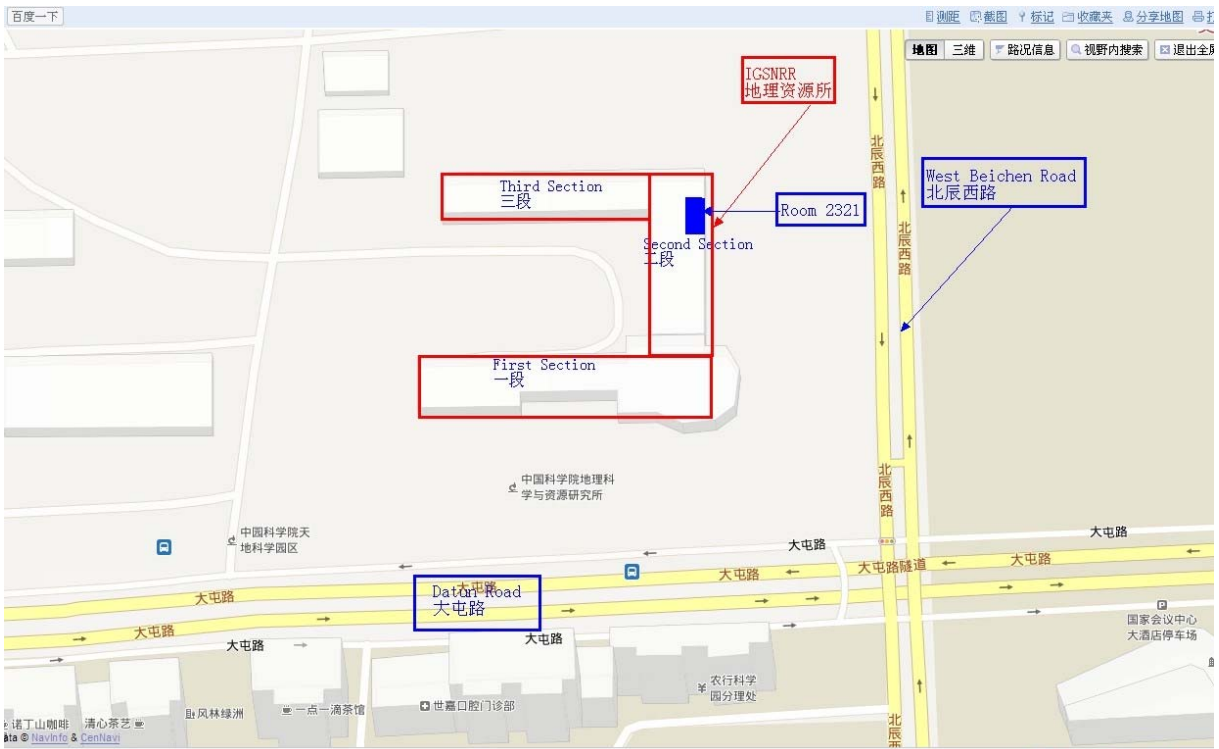 百度一下
测距 截图 标记 收藏夹 分享地图
地图 三维 路况信息 视野内搜索
IGSNRR
地理资源所
北辰西路
West Beichen Road
北辰西路
Third Section
三段
Room 2321
北辰西路
Second Section
二段
First Section
一段
中国科学院地理科
学与资源研究所
北辰西路
中国科学院天
地科学园区
大屯路
大屯路
大屯路
大屯路隧道
大屯路
大屯路
Datun Road
大屯路
大屯路
大屯路
大屯路
大屯路
国家会议中心
大酒店停车场
农行科学
园分理处
世嘉口腔门诊部
一点一滴茶馆
风林绿洲
诺丁山咖啡
清心茶艺
NavInfo & CenNavi